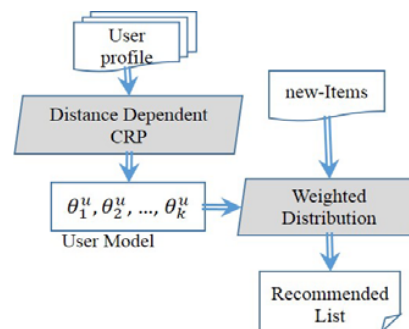 User
profile
Distance Dependent
CRP
new-Items
θ₁ᵘ, θ₂ᵘ, ..., θₖᵘ
User Model
Weighted
Distribution
Recommended
List